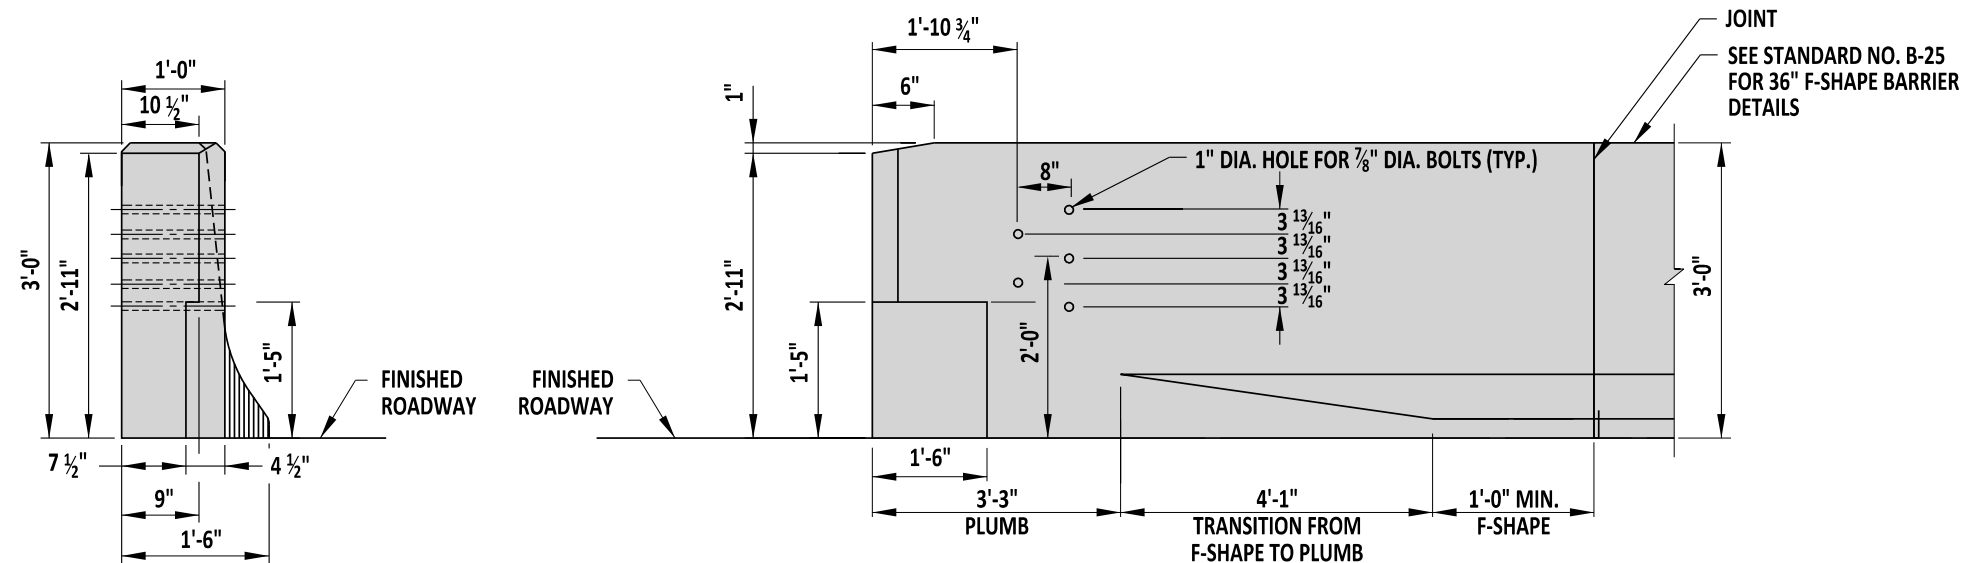 1'-0"
10 ½"
3'-0"
2'-11"
1'-5"
FINISHED
ROADWAY
7 ½"
4 ½"
9"
1'-6"
1'-10 ¾"
6"
1"
8"
1" DIA. HOLE FOR ⅞" DIA. BOLTS (TYP.)
3 13/16"
3 13/16"
3 13/16"
3 13/16"
2'-11"
1'-5"
2'-0"
3'-0"
JOINT
SEE STANDARD NO. B-25
FOR 36" F-SHAPE BARRIER
DETAILS
FINISHED
ROADWAY
1'-6"
3'-3"
PLUMB
4'-1"
TRANSITION FROM
F-SHAPE TO PLUMB
1'-0" MIN.
F-SHAPE